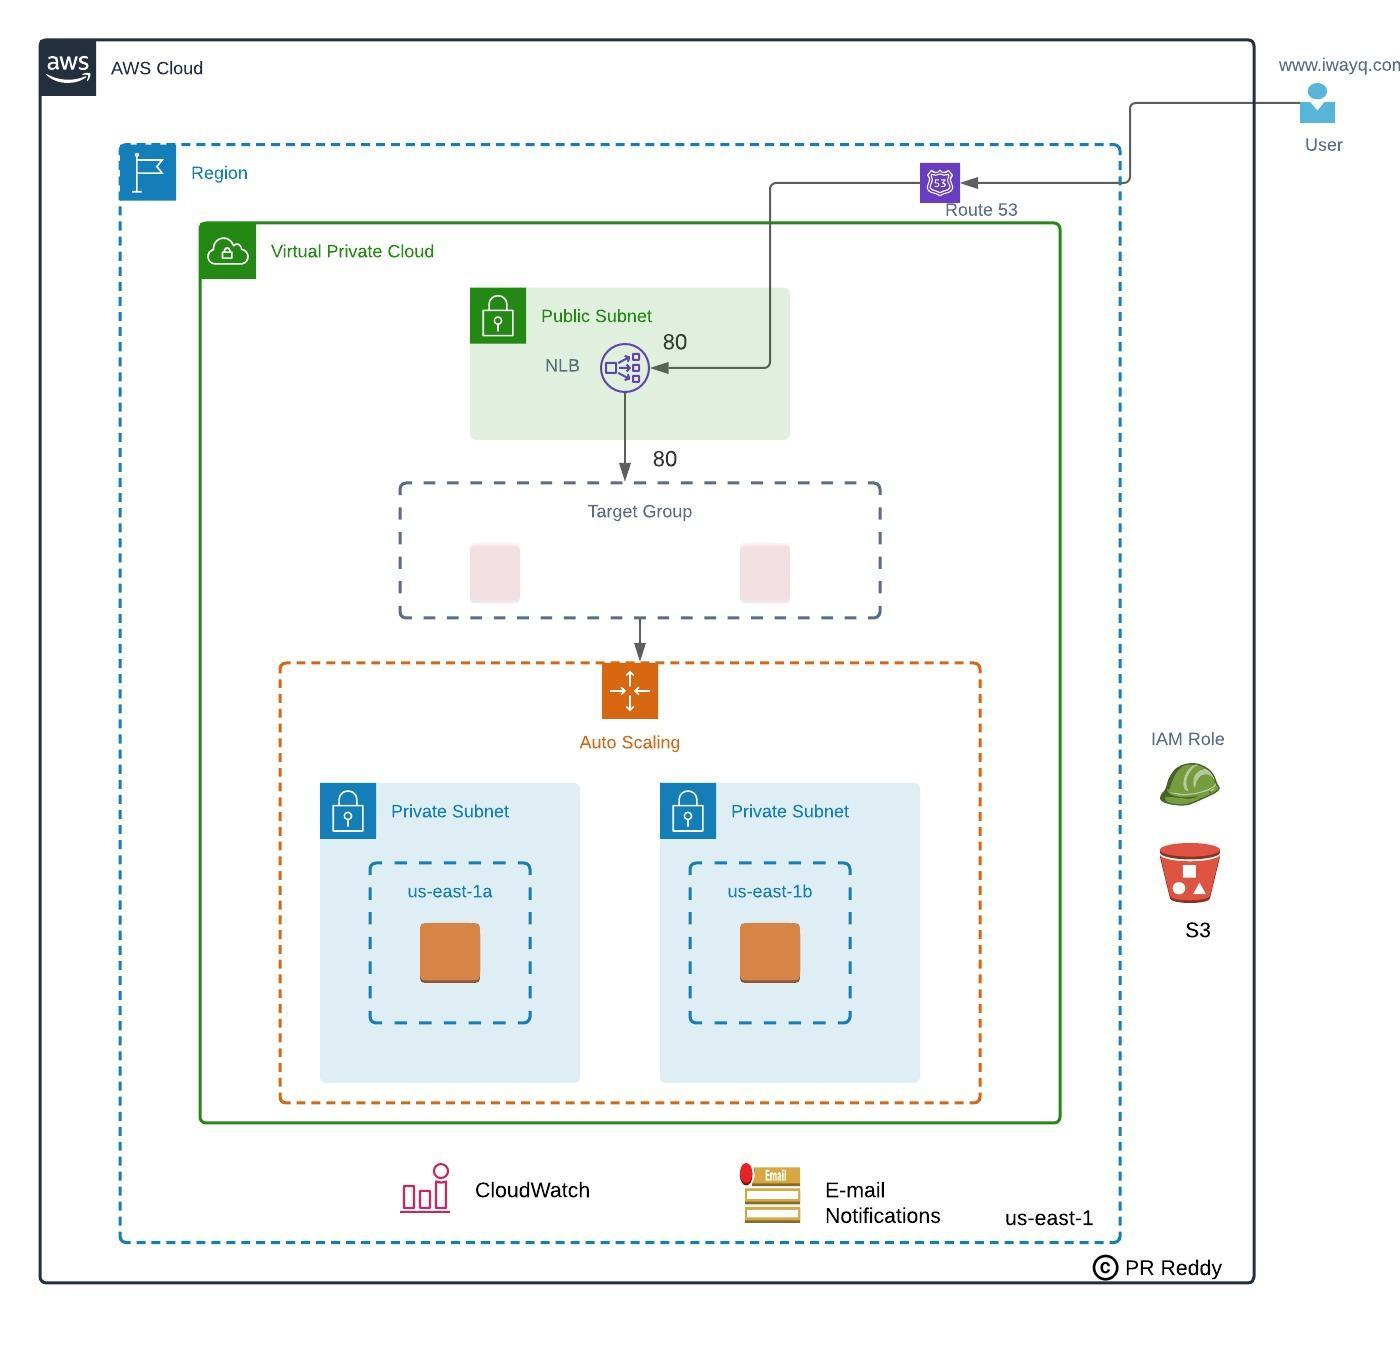 aws
AWS Cloud
www.iwayq.com
User
Region
53
Route 53
Virtual Private Cloud
Public Subnet
80
NLB
80
Target Group
Auto Scaling
IAM Role
Private Subnet
Private Subnet
us-east-1a
us-east-1b
S3
Email
CloudWatch
E-mail
Notifications
us-east-1
© PR Reddy